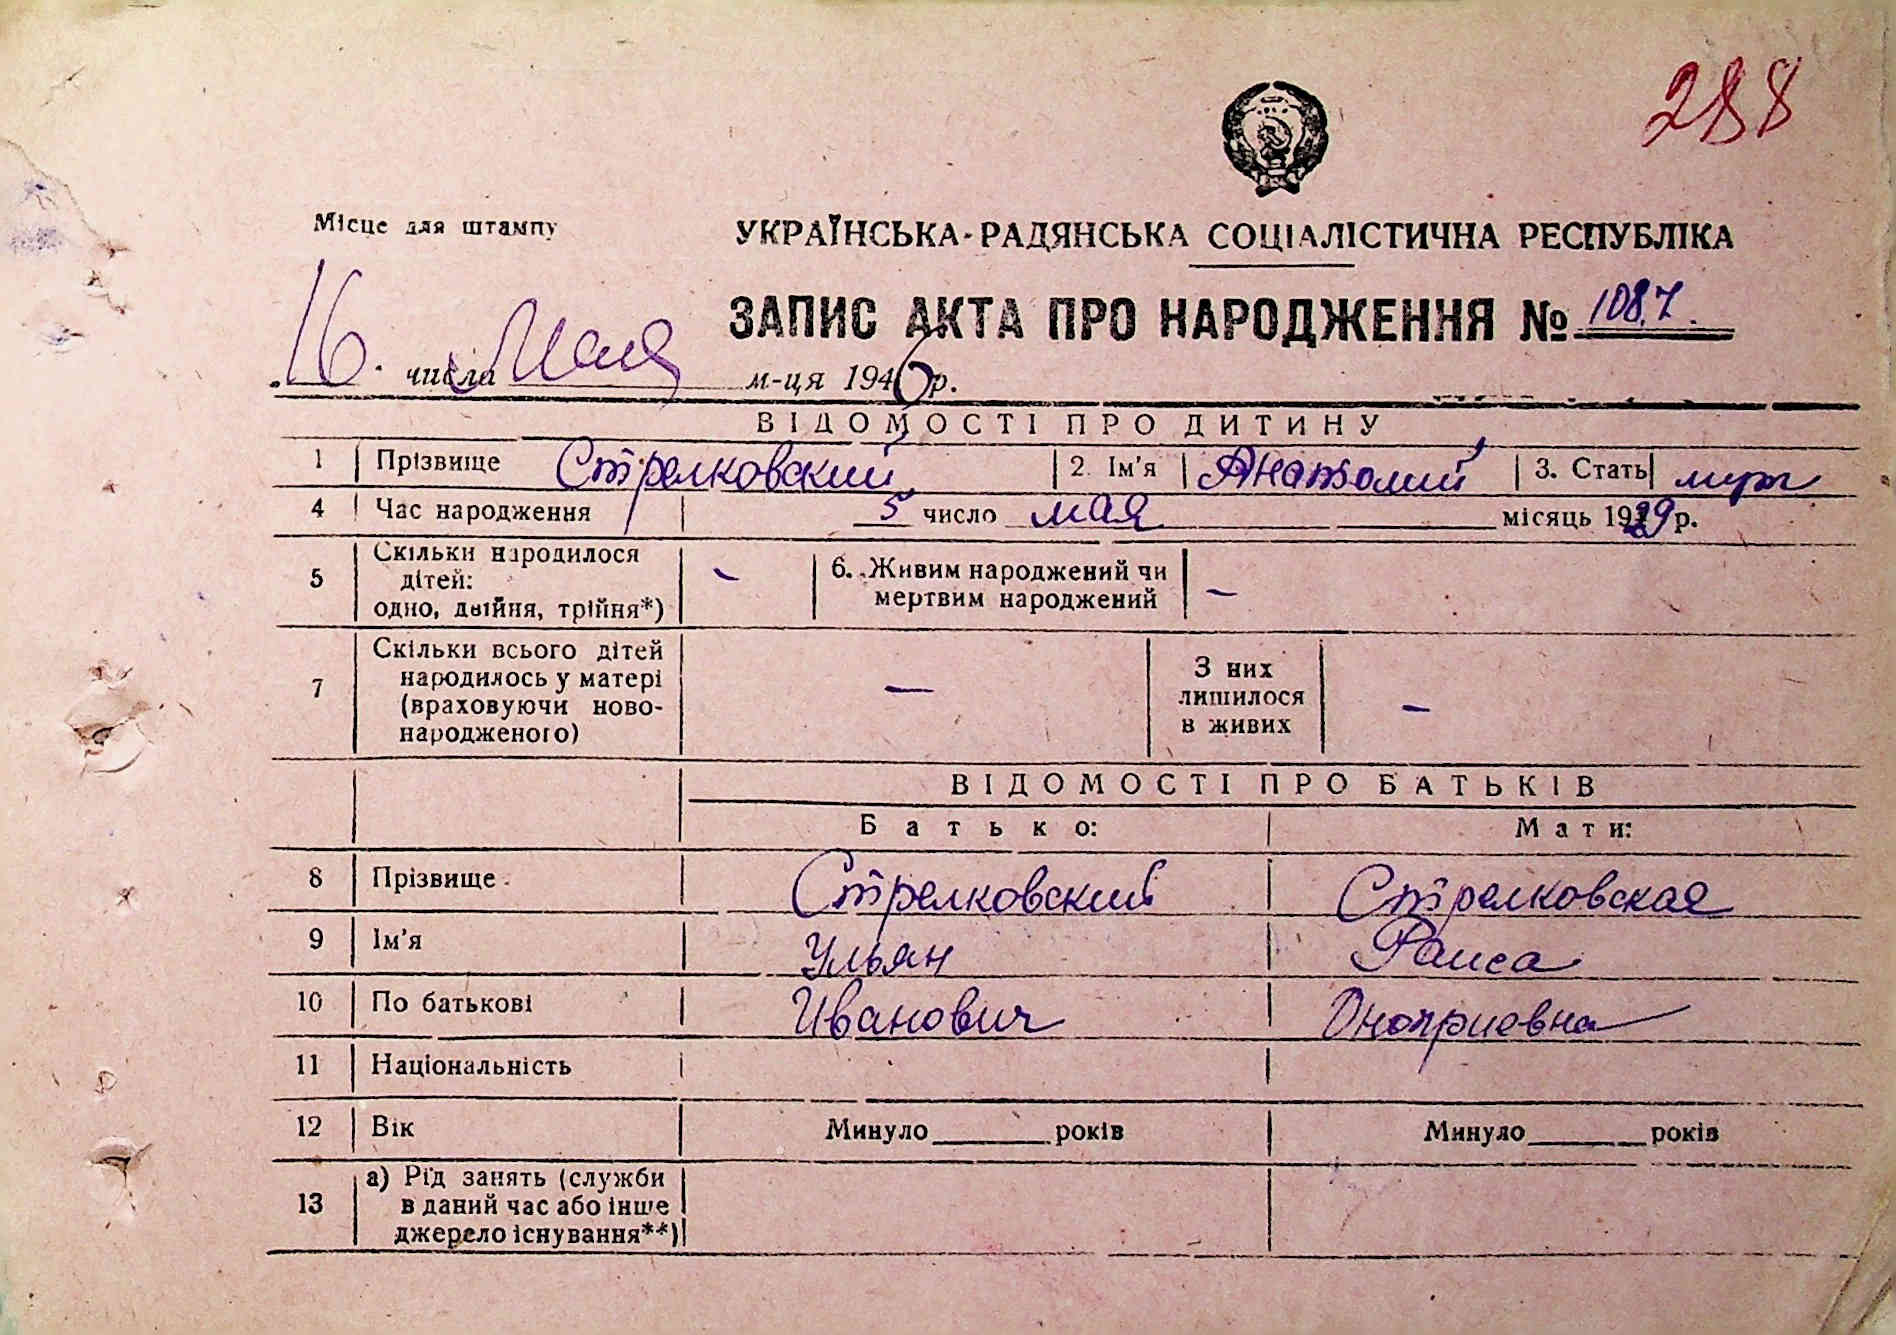 288
Місце для штампу
УКРАЇНСЬКА-РАДЯНСЬКА СОЦІАЛІСТИЧНА РЕСПУБЛІКА
ЗАПИС АКТА ПРО НАРОДЖЕННЯ № 1087.
„16. числа Мая м-ця 1946 р.
ВІДОМОСТІ ПРО ДИТИНУ
1 Прізвище Стрелковский 2. Ім'я Анатолий 3. Стать муж
4 Час народження 5 число мая місяць 1929 р.
5 Скільки народилося дітей: одно, двійня, трійня*) – 6. Живим народжений чи мертвим народжений –
7 Скільки всього дітей народилось у матері (враховуючи ново-народженого) — З них лишилося в живих –
ВІДОМОСТІ ПРО БАТЬКІВ
Батько: Мати:
8 Прізвище Стрелковский Стрелковская
9 Ім'я Ульян Раиса
10 По батькові Иванович Оноприовна
11 Національність
12 Вік Минуло ____ років Минуло ____ років
13 а) Рід занять (служби в даний час або інше джерело існування**)